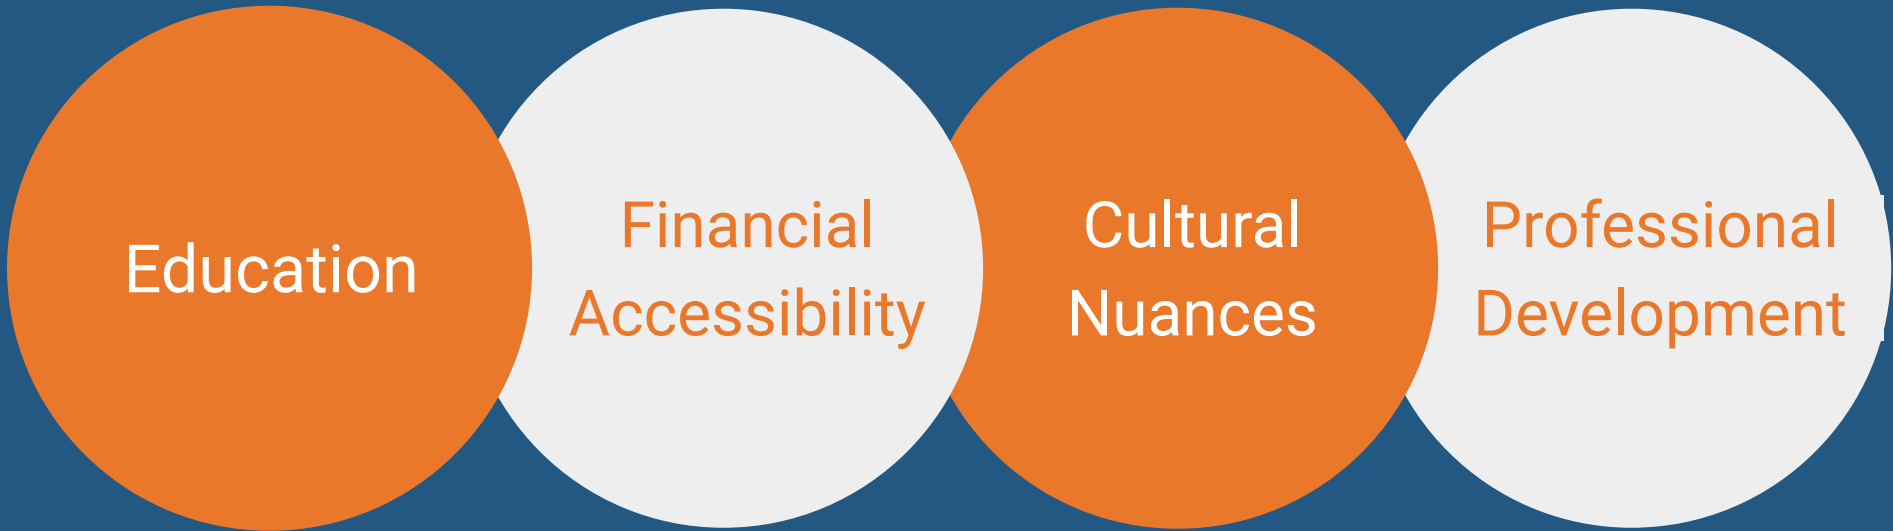 Education
Financial
Accessibility
Cultural
Nuances
Professional
Development